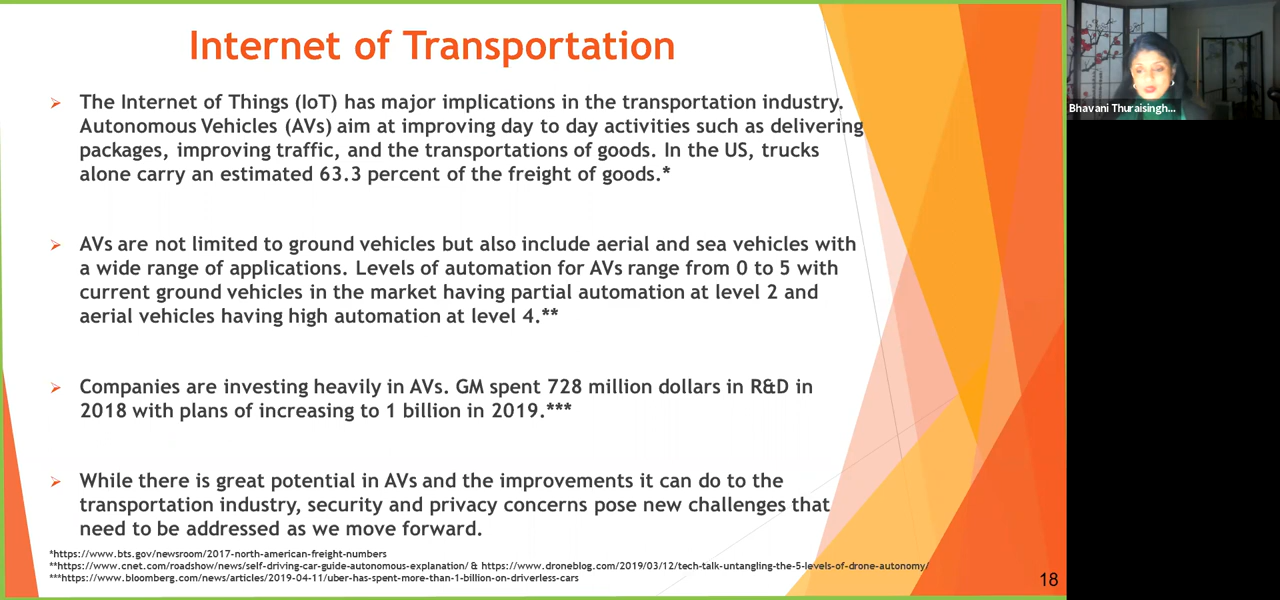 Internet of Transportation
The Internet of Things (IoT) has major implications in the transportation industry.
Autonomous Vehicles (AVs) aim at improving day to day activities such as delivering
packages, improving traffic, and the transportations of goods. In the US, trucks
alone carry an estimated 63.3 percent of the freight of goods.*
AVs are not limited to ground vehicles but also include aerial and sea vehicles with
a wide range of applications. Levels of automation for AVs range from 0 to 5 with
current ground vehicles in the market having partial automation at level 2 and
aerial vehicles having high automation at level 4.**
Companies are investing heavily in AVs. GM spent 728 million dollars in R&D in
2018 with plans of increasing to 1 billion in 2019.***
While there is great potential in AVs and the improvements it can do to the
transportation industry, security and privacy concerns pose new challenges that
need to be addressed as we move forward.
*https://www.bts.gov/newsroom/2017-north-american-freight-numbers
**https://www.cnet.com/roadshow/news/self-driving-car-guide-autonomous-explanation/ & https://www.droneblog.com/2019/03/12/tech-talk-untangling-the-5-levels-of-drone-autonomy/
***https://www.bloomberg.com/news/articles/2019-04-11/uber-has-spent-more-than-1-billion-on-driverless-cars
18
Bhavani Thuraisingh...